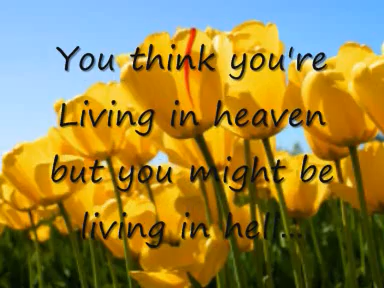 You think you're
Living in heaven
but you might be
living in hell...